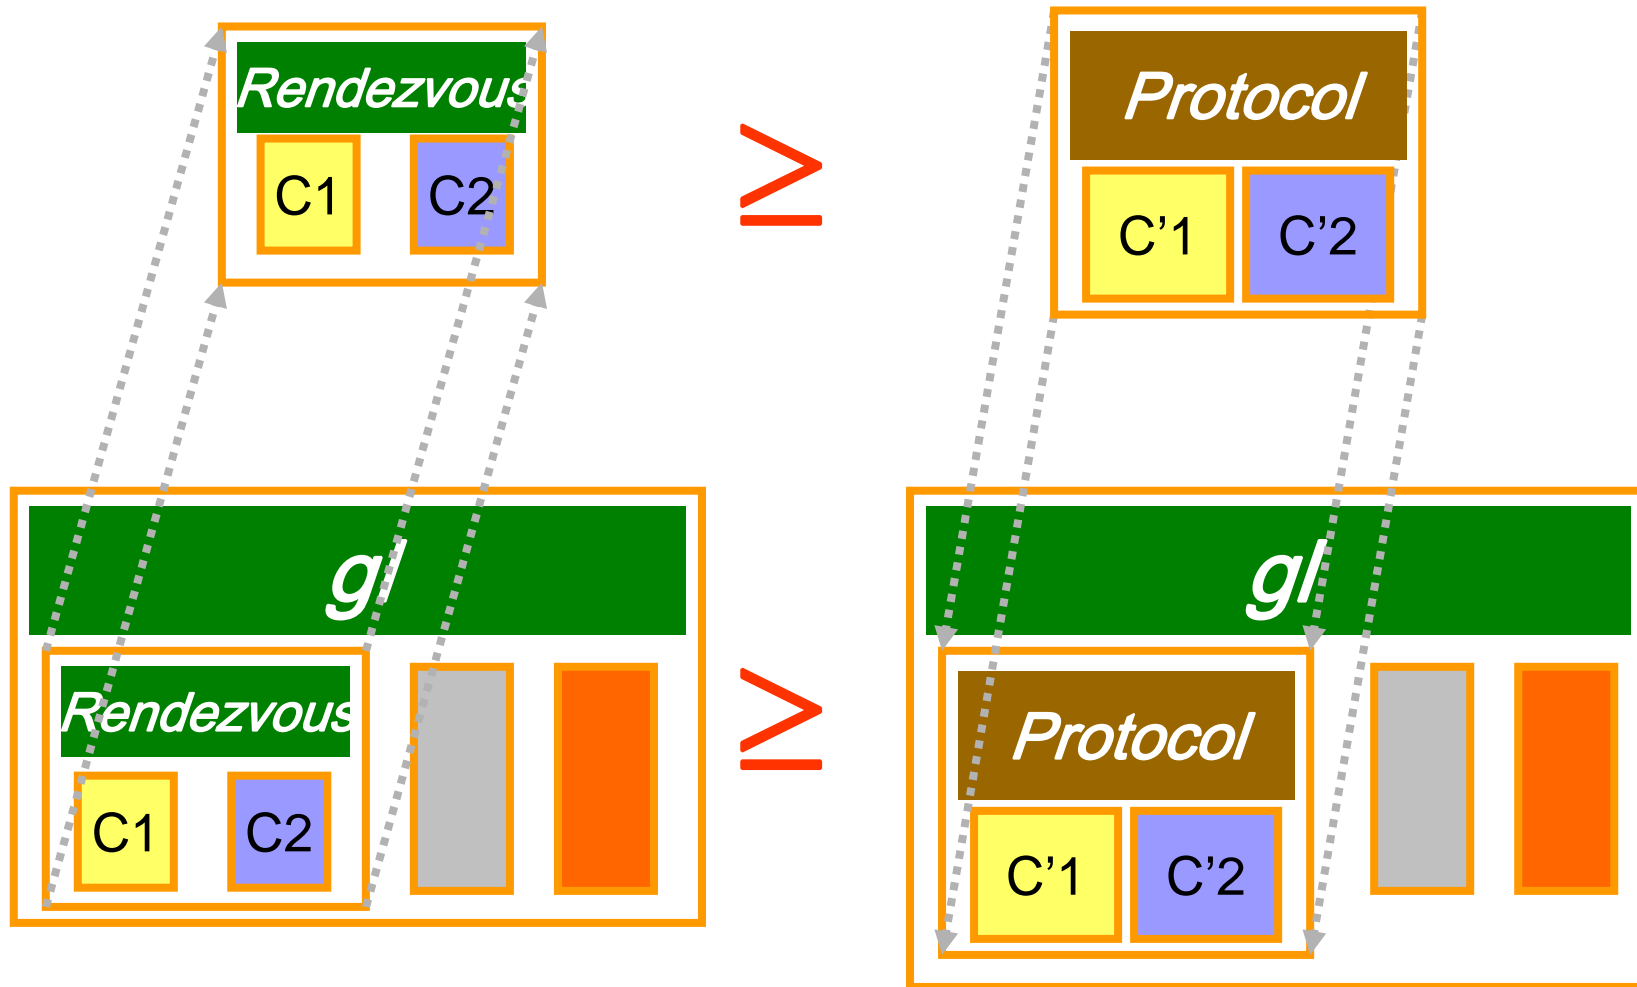 Rendezvous
C1 C2
≥
Protocol
C’1 C’2
gl
Rendezvous
C1 C2
≥
gl
Protocol
C’1 C’2